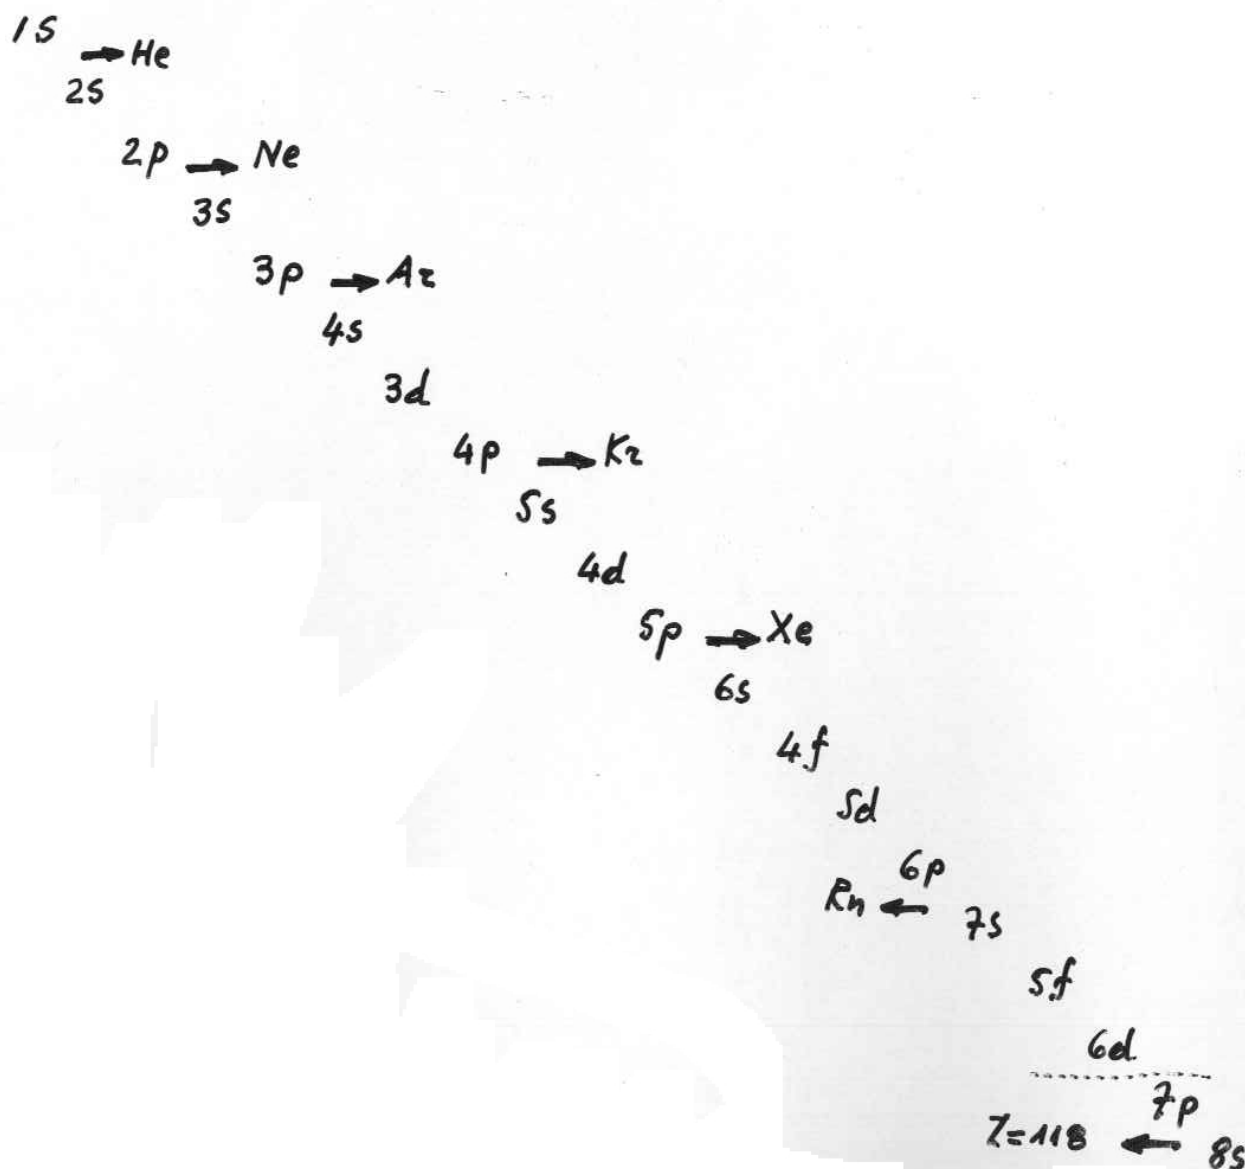 1s
→ He
2s
2p → Ne
3s
3p → Ar
4s
3d
4p → Kr
5s
4d
5p → Xe
6s
4f
5d
6p
Rn ← 7s
5f
6d
7p
Z=118 ← 8s